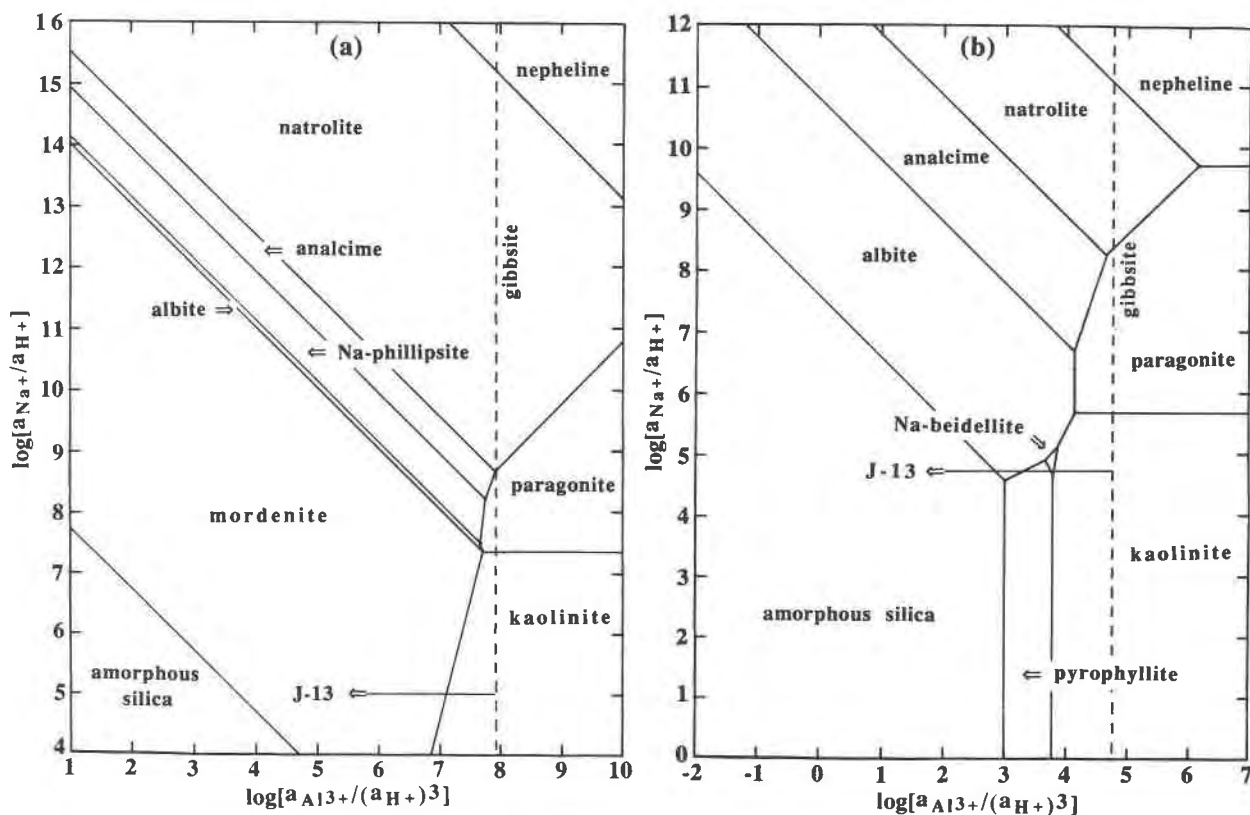 (a)
16
15
14
13
12
11
10
9
8
7
6
5
4
log[aNa+/aH+]
nepheline
natrolite
⇐ analcime
gibbsite
albite ⇒
⇐ Na-phillipsite
paragonite
mordenite
kaolinite
amorphous
silica
J-13 ⇐
1 2 3 4 5 6 7 8 9 10
log[aAl3+/(aH+)3]
(b)
12
11
10
9
8
7
6
5
4
3
2
1
0
log[aNa+/aH+]
nepheline
natrolite
analcime
albite
gibbsite
paragonite
Na-beidellite ⇒
J-13 ⇐
kaolinite
amorphous silica
⇐ pyrophyllite
-2 -1 0 1 2 3 4 5 6 7
log[aAl3+/(aH+)3]